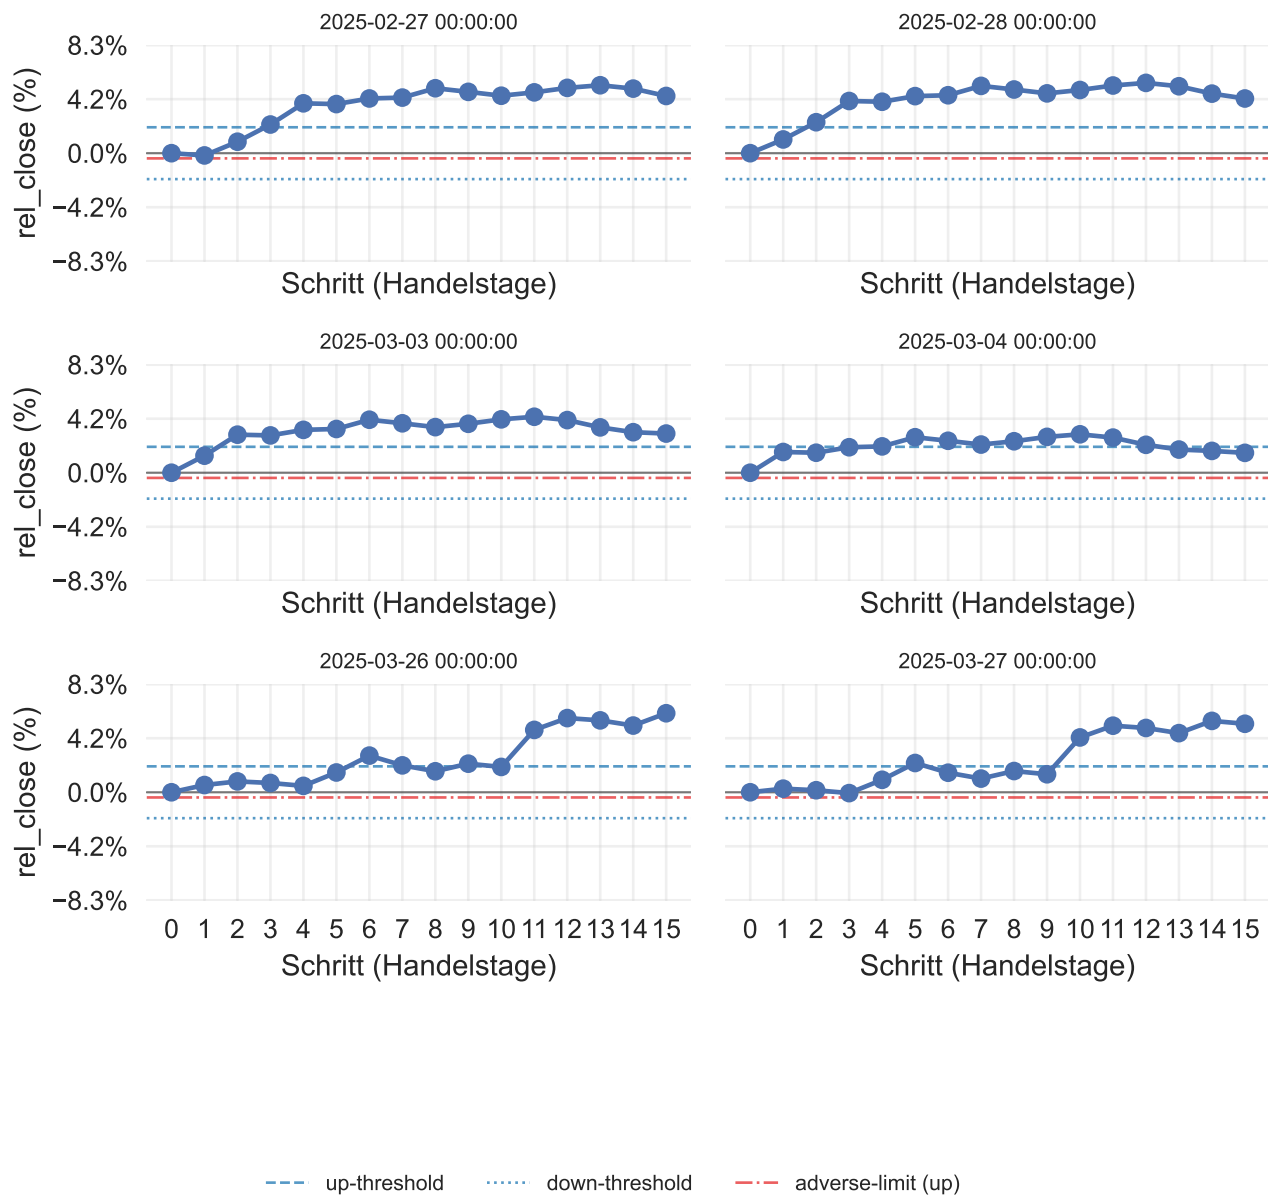 2025-02-27 00:00:00
2025-02-28 00:00:00
8.3%
4.2%
0.0%
−4.2%
−8.3%
rel_close (%)
Schritt (Handelstage)
Schritt (Handelstage)
2025-03-03 00:00:00
2025-03-04 00:00:00
8.3%
4.2%
0.0%
−4.2%
−8.3%
rel_close (%)
Schritt (Handelstage)
Schritt (Handelstage)
2025-03-26 00:00:00
2025-03-27 00:00:00
8.3%
4.2%
0.0%
−4.2%
−8.3%
rel_close (%)
0 1 2 3 4 5 6 7 8 9 10 11 12 13 14 15
0 1 2 3 4 5 6 7 8 9 10 11 12 13 14 15
Schritt (Handelstage)
Schritt (Handelstage)
up-threshold
down-threshold
adverse-limit (up)